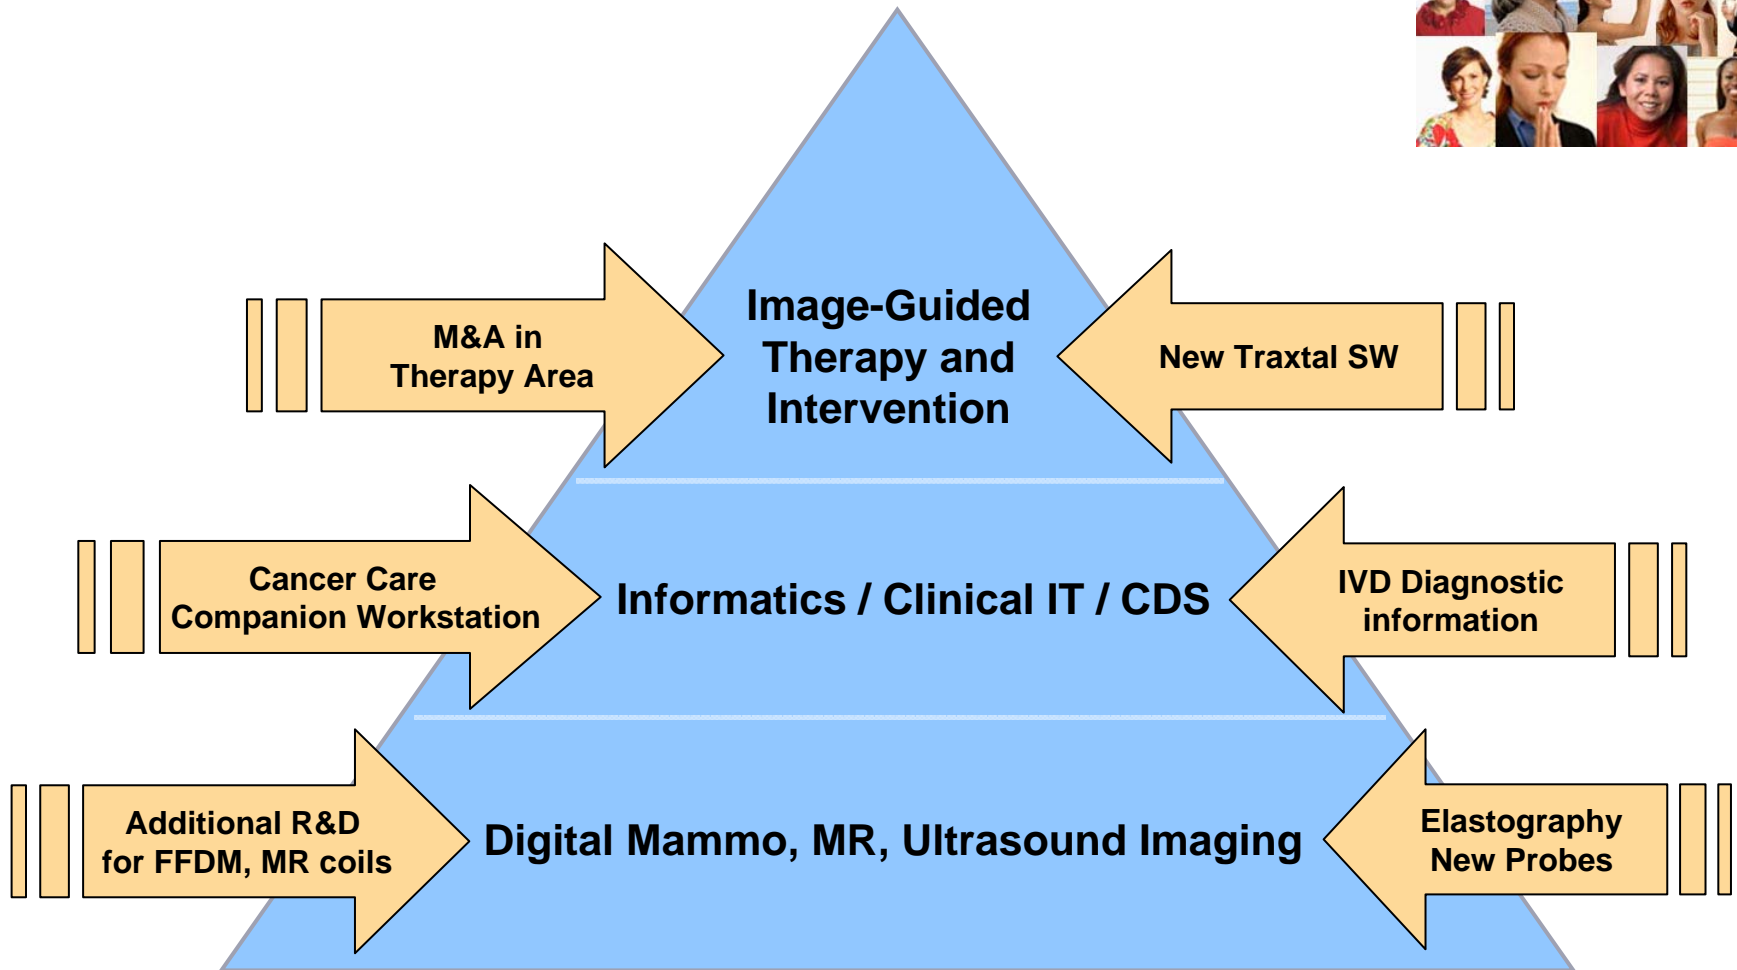 Image-Guided
Therapy and
Intervention
M&A in
Therapy Area
New Traxtal SW
Cancer Care
Companion Workstation
Informatics / Clinical IT / CDS
IVD Diagnostic
information
Additional R&D
for FFDM, MR coils
Digital Mammo, MR, Ultrasound Imaging
Elastography
New Probes